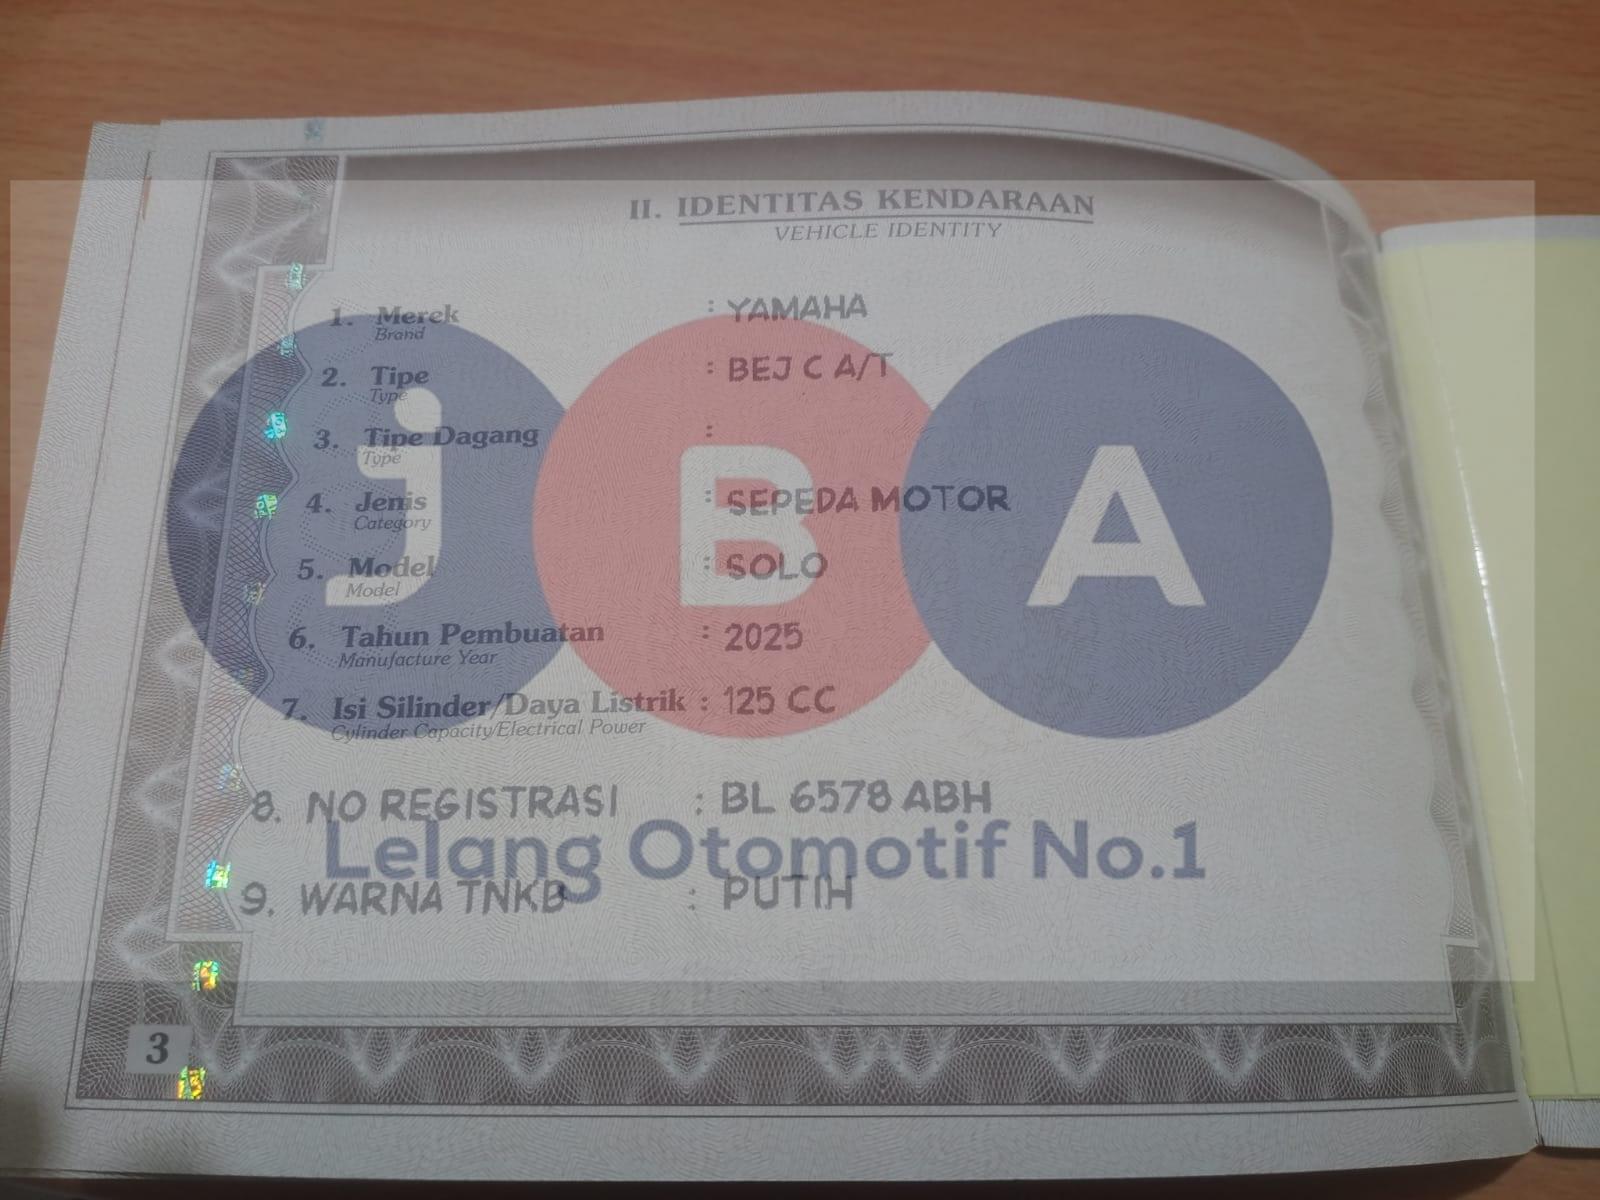 II. IDENTITAS KENDARAAN
VEHICLE IDENTITY
1. Merek : YAMAHA
Brand
2. Tipe : BEJ C A/T
Type
3. Tipe Dagang :
Type
4. Jenis : SEPEDA MOTOR
Category
5. Model : SOLO
Model
6. Tahun Pembuatan : 2025
Manufacture Year
7. Isi Silinder/Daya Listrik : 125 CC
Cylinder Capacity/Electrical Power
8. NO REGISTRASI : BL 6578 ABH
9. WARNA TNKB : PUTIH
3
jBA
Lelang Otomotif No.1